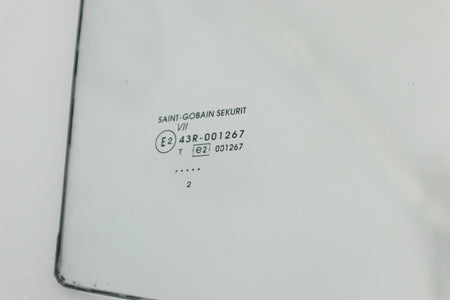 SAINT-GOBAIN SEKURIT
VII
E2 43R-001267
T e2 001267
.....
2